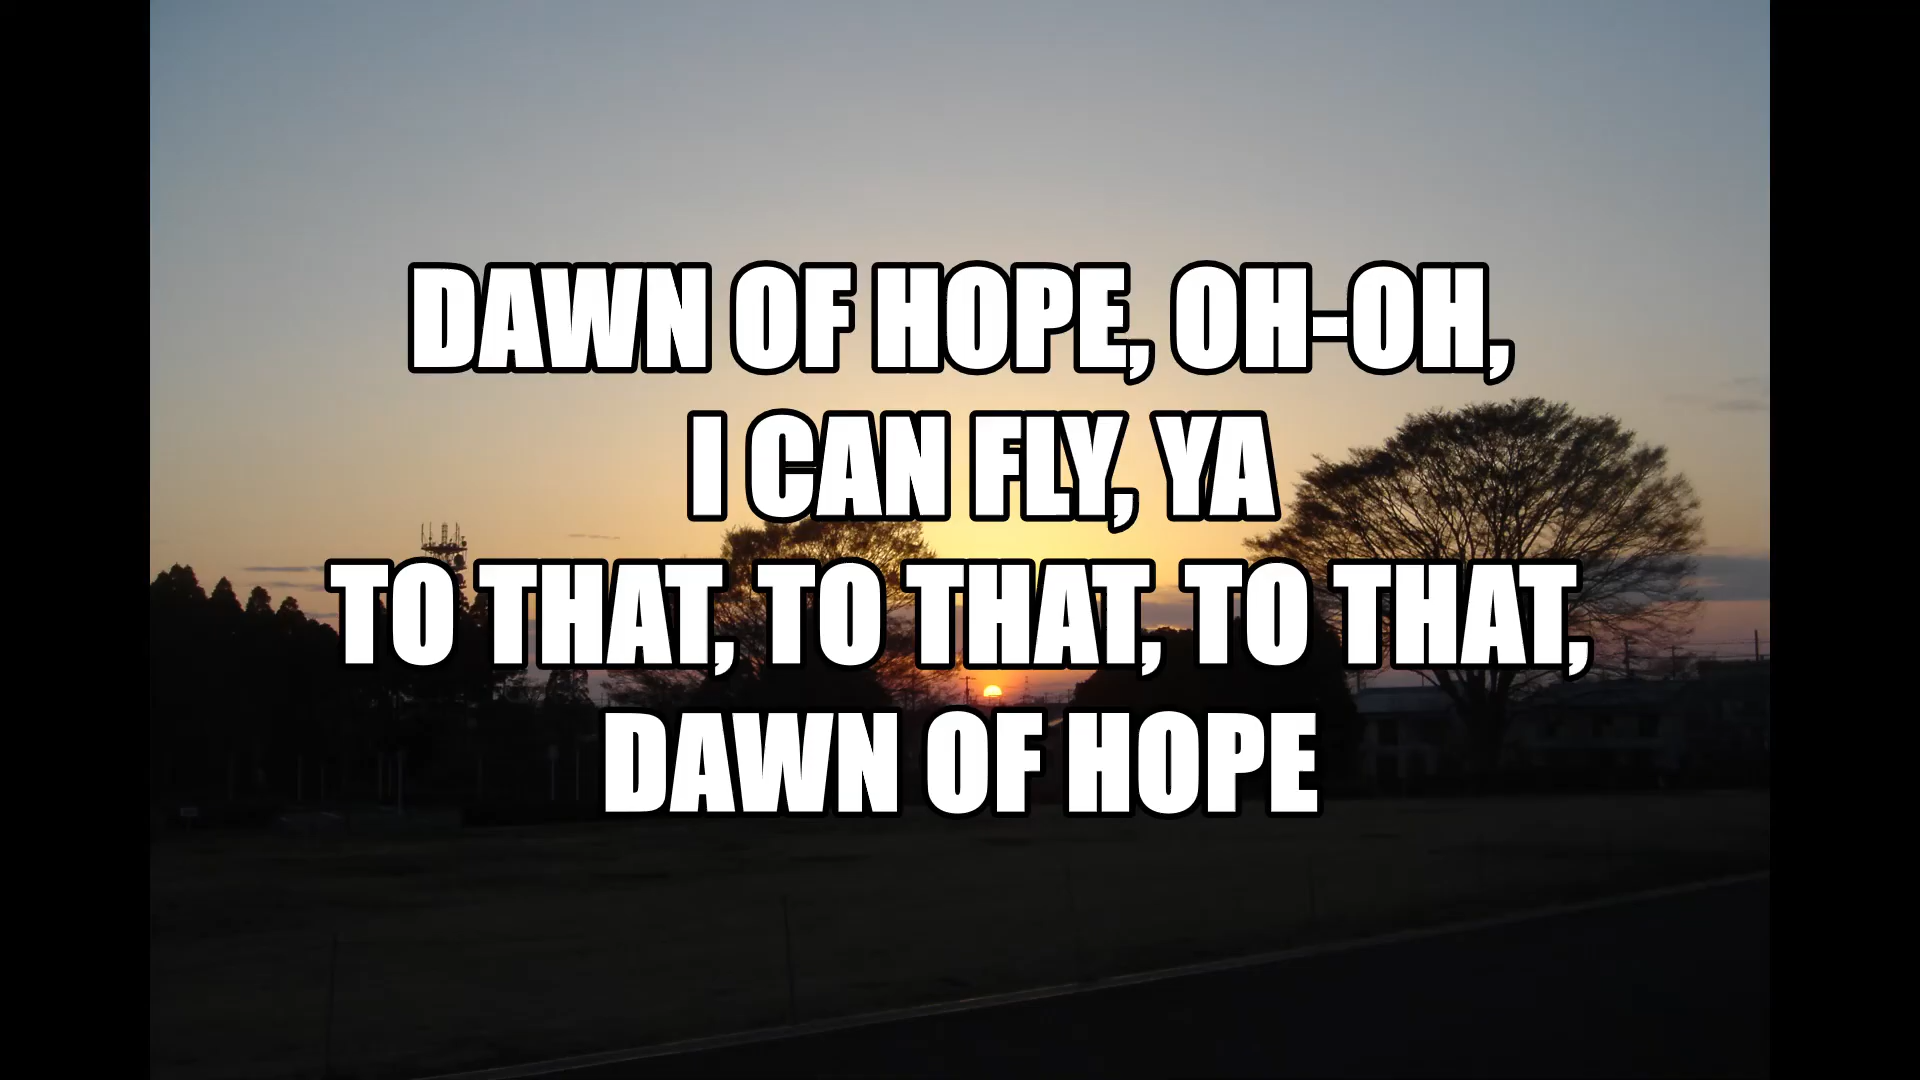 DAWN OF HOPE, OH-OH,
I CAN FLY, YA
TO THAT, TO THAT, TO THAT,
DAWN OF HOPE